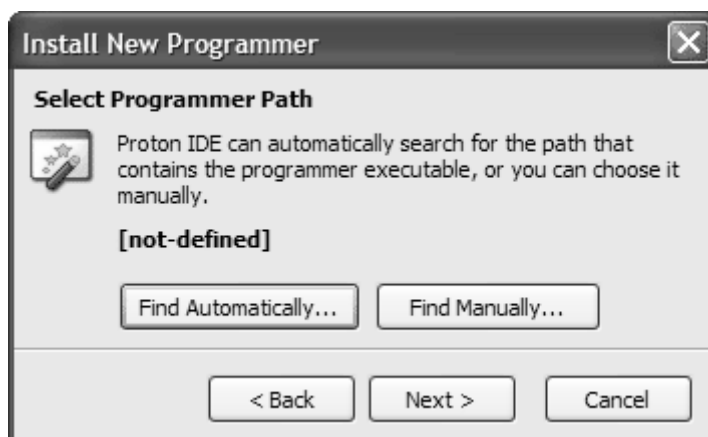 Install New Programmer
Select Programmer Path
Proton IDE can automatically search for the path that
contains the programmer executable, or you can choose it
manually.
[not-defined]
Find Automatically... Find Manually...
< Back Next > Cancel